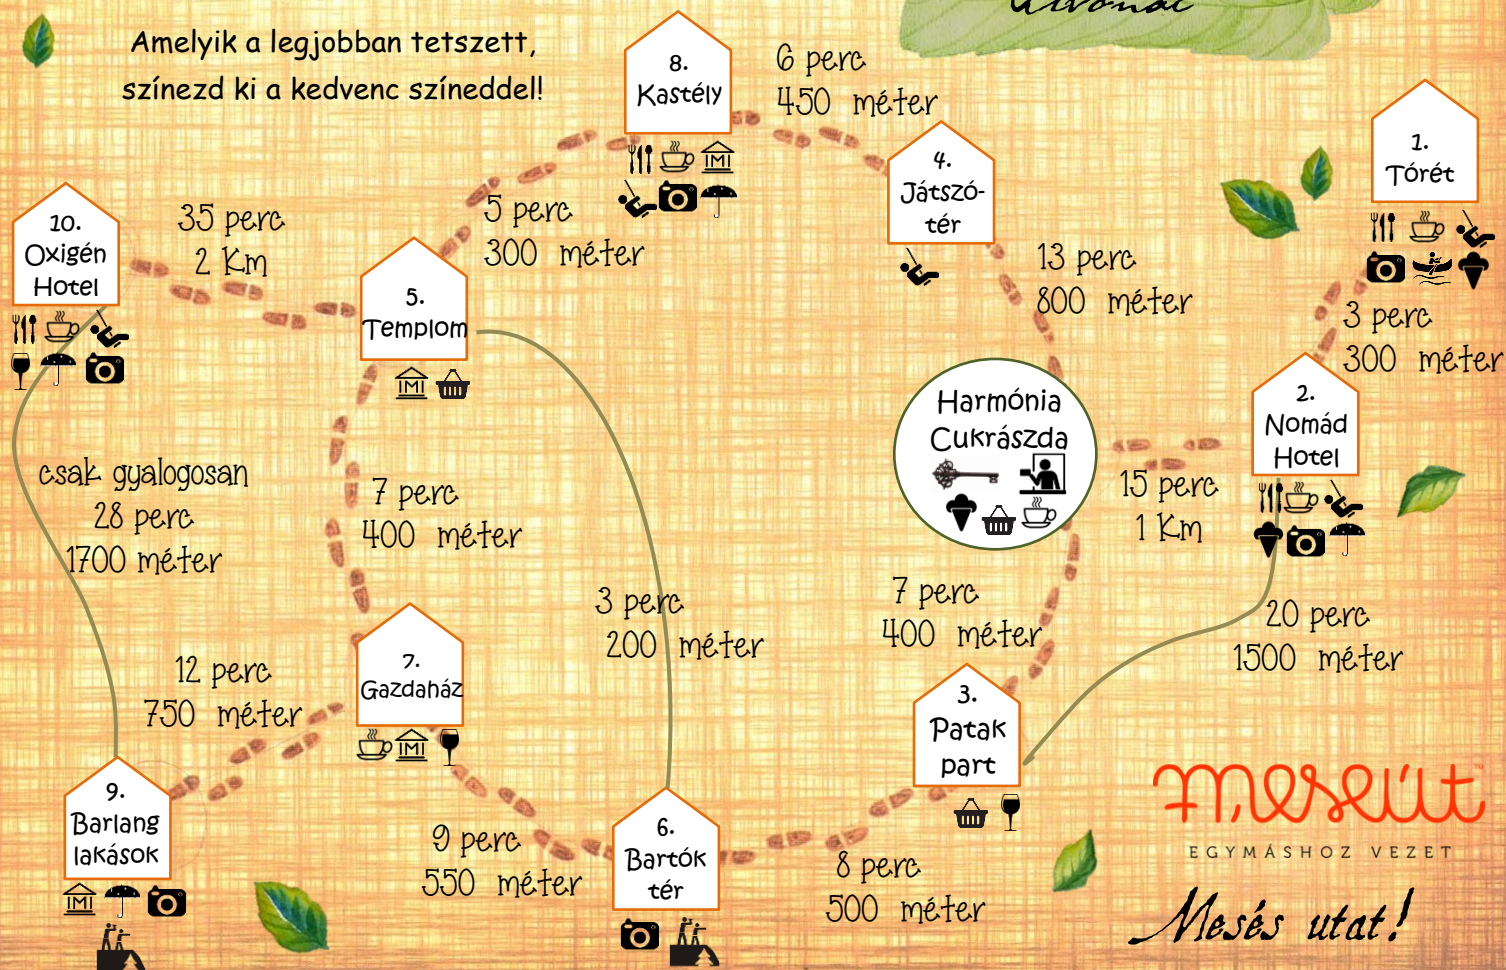 útvonal
Amelyik a legjobban tetszett,
színezd ki a kedvenc színeddel!
8.
Kastély
6 perc
450 méter
4.
Játszó-
tér
1.
Tórét
10.
Oxigén
Hotel
35 perc
2 Km
5 perc
300 méter
5.
Templom
13 perc
800 méter
3 perc
300 méter
2.
Nomád
Hotel
Harmónia
Cukrászda
15 perc
1 Km
csak gyalogosan
28 perc
1700 méter
7 perc
400 méter
3 perc
200 méter
7 perc
400 méter
20 perc
1500 méter
12 perc
750 méter
7.
Gazdaház
3.
Patak
part
9.
Barlang
lakások
9 perc
550 méter
6.
Bartók
tér
8 perc
500 méter
meseút
TM
EGYMÁSHOZ VEZET
Mesés utat!